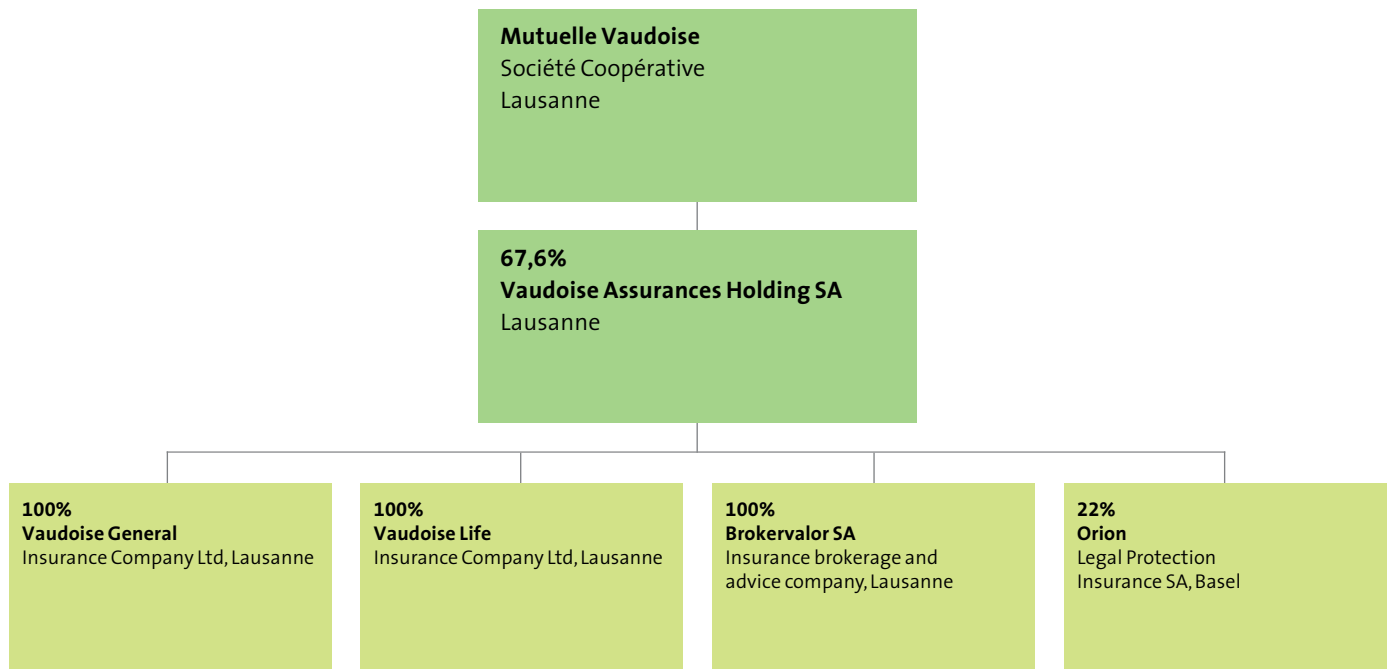 Mutuelle Vaudoise
Société Coopérative
Lausanne
67,6%
Vaudoise Assurances Holding SA
Lausanne
100%
Vaudoise General
Insurance Company Ltd, Lausanne
100%
Vaudoise Life
Insurance Company Ltd, Lausanne
100%
Brokervalor SA
Insurance brokerage and
advice company, Lausanne
22%
Orion
Legal Protection
Insurance SA, Basel